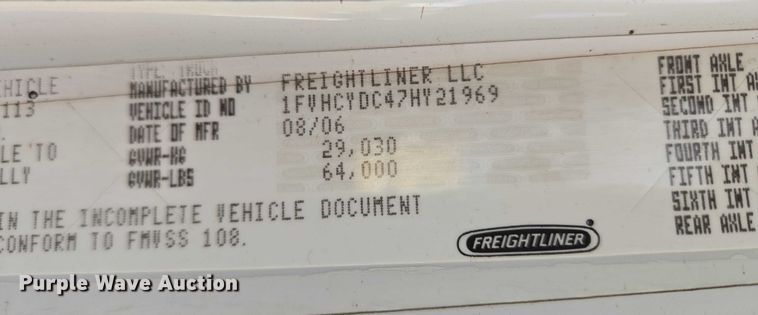 TYPE: TRUCK
EHICLE MANUFACTURED BY FREIGHTLINER LLC
113 VEHICLE ID NO 1FVHCYDC47HY21969
DATE OF MFR 08/06
LE TO GVWR-KG 29,030
LLY GVWR-LBS 64,000
IN THE INCOMPLETE VEHICLE DOCUMENT
CONFORM TO FMVSS 108.
FRONT AXLE
FIRST INT A
SECOND INT
THIRD INT A
FOURTH INT
FIFTH INT
SIXTH INT
REAR AXLE
FREIGHTLINER
Purple Wave Auction